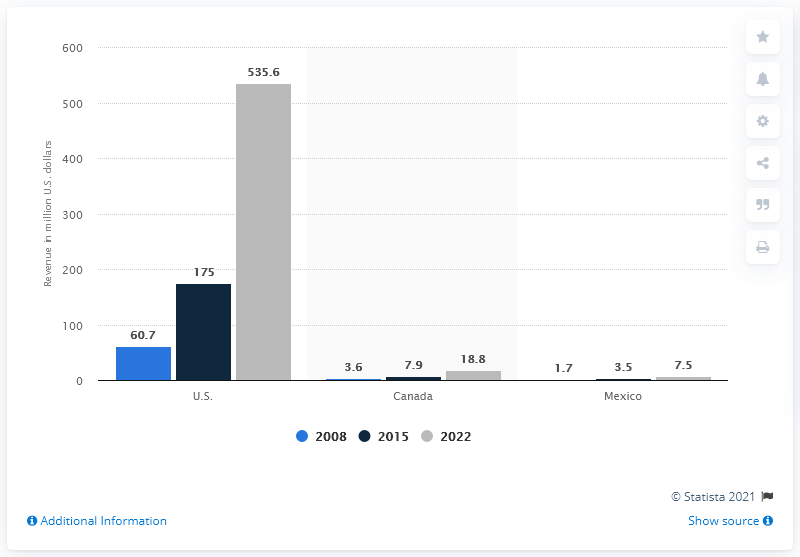 600
500
400
300
200
100
0
Revenue in million U.S. dollars
60.7
175
535.6
3.6
7.9
18.8
1.7
3.5
7.5
U.S.
Canada
Mexico
2008
2015
2022
© Statista 2021
Additional Information
Show source